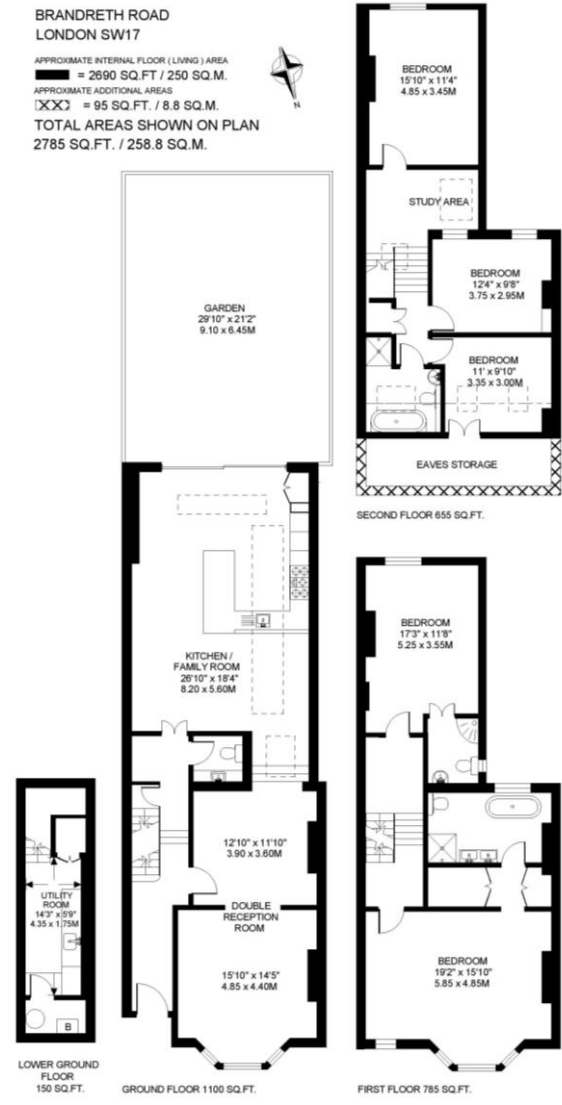 BRANDRETH ROAD
LONDON SW17
APPROXIMATE INTERNAL FLOOR ( LIVING ) AREA
= 2690 SQ.FT / 250 SQ.M.
APPROXIMATE ADDITIONAL AREAS
= 95 SQ.FT. / 8.8 SQ.M.
TOTAL AREAS SHOWN ON PLAN
2785 SQ.FT. / 258.8 SQ.M.
N
GARDEN
29'10" x 21'2"
9.10 x 6.45M
KITCHEN /
FAMILY ROOM
26'10" x 18'4"
8.20 x 5.60M
12'10" x 11'10"
3.90 x 3.60M
DOUBLE
RECEPTION
ROOM
15'10" x 14'5"
4.85 x 4.40M
GROUND FLOOR 1100 SQ.FT.
UTILITY
ROOM
14'3" x 5'9"
4.35 x 1.75M
B
LOWER GROUND
FLOOR
150 SQ.FT.
BEDROOM
15'10" x 11'4"
4.85 x 3.45M
STUDY AREA
BEDROOM
12'4" x 9'8"
3.75 x 2.95M
BEDROOM
11' x 9'10"
3.35 x 3.00M
EAVES STORAGE
SECOND FLOOR 655 SQ.FT.
BEDROOM
17'3" x 11'8"
5.25 x 3.55M
BEDROOM
19'2" x 15'10"
5.85 x 4.85M
FIRST FLOOR 785 SQ.FT.